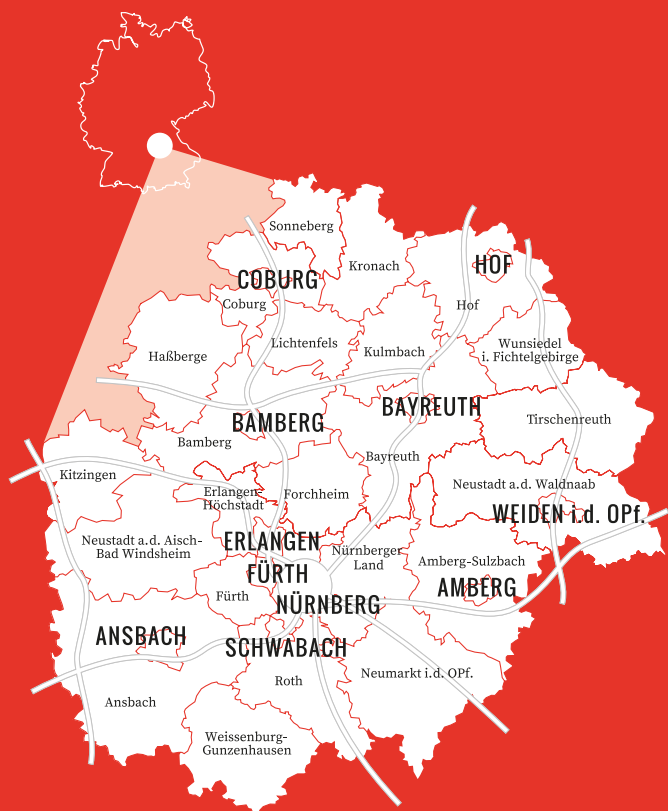 Sonneberg
Kronach
HOF
COBURG
Coburg
Hof
Lichtenfels
Kulmbach
Wunsiedel
i. Fichtelgebirge
Haßberge
BAYREUTH
BAMBERG
Tirschenreuth
Bamberg
Bayreuth
Kitzingen
Erlangen-
Höchstadt
Forchheim
Neustadt a.d. Waldnaab
WEIDEN i.d. OPf.
Neustadt a.d. Aisch-
Bad Windsheim
ERLANGEN
Nürnberger
Land
Amberg-Sulzbach
FÜRTH
AMBERG
Fürth
NÜRNBERG
ANSBACH
SCHWABACH
Roth
Neumarkt i.d. OPf.
Ansbach
Weissenburg-
Gunzenhausen